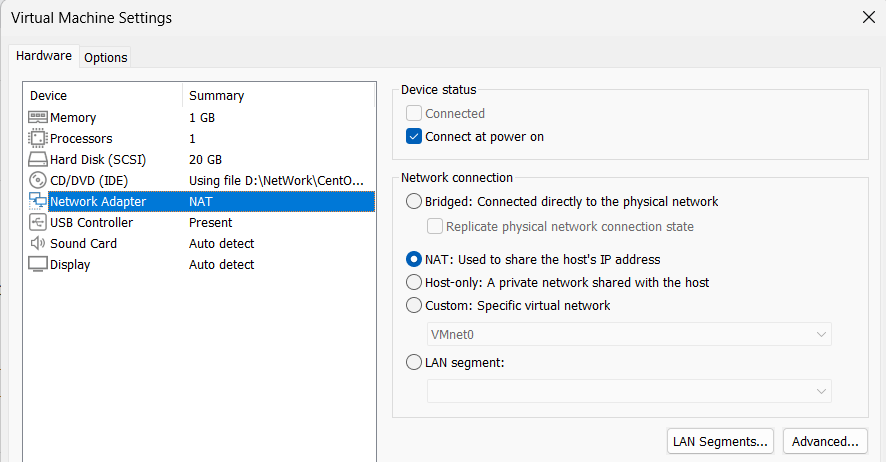 Virtual Machine Settings
Hardware
Options
Device Summary
Memory 1 GB
Processors 1
Hard Disk (SCSI) 20 GB
CD/DVD (IDE) Using file D:\NetWork\CentO...
Network Adapter NAT
USB Controller Present
Sound Card Auto detect
Display Auto detect
Device status
Connected
Connect at power on
Network connection
Bridged: Connected directly to the physical network
Replicate physical network connection state
NAT: Used to share the host's IP address
Host-only: A private network shared with the host
Custom: Specific virtual network
VMnet0
LAN segment:
LAN Segments...
Advanced...